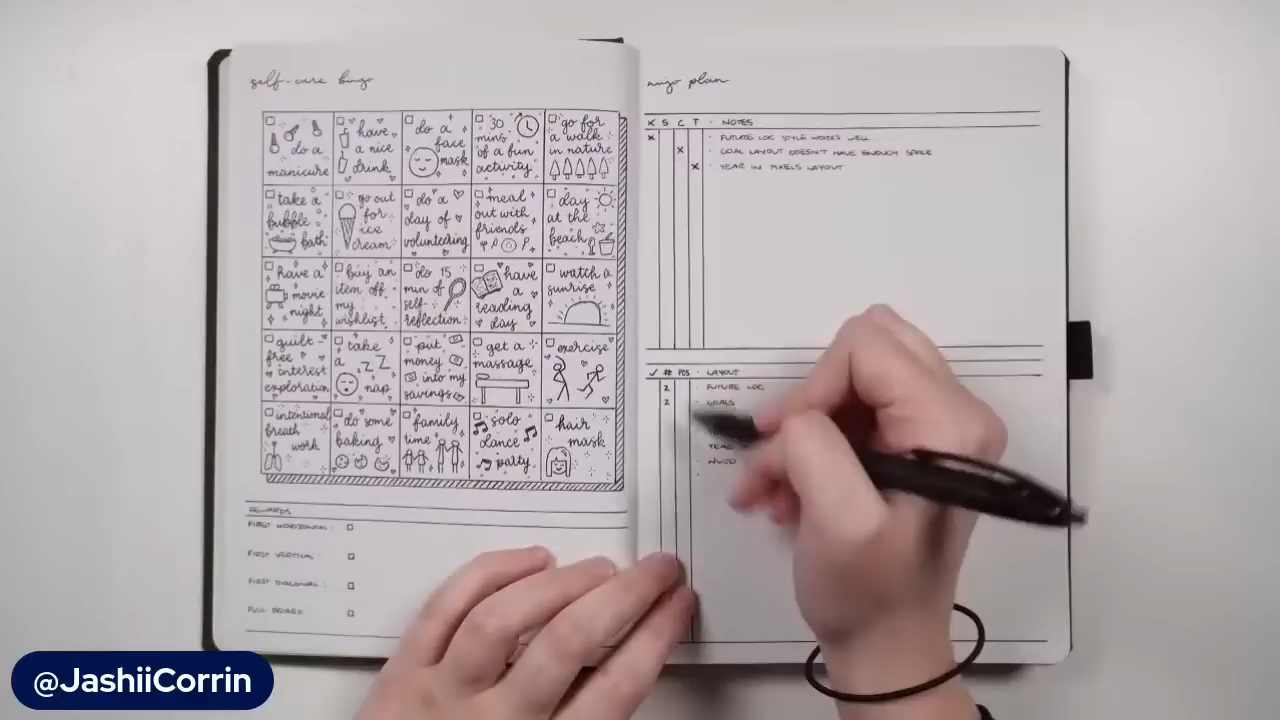 self-care bingo
do a
manicure
have
a nice
drink
do a
face
mask
30
mins
of a fun
activity
go for
a walk
in nature
take a
bubble
bath
go out
for
ice
cream
do a
day of
volunteering
meal
out with
friends
day
at the
beach
have a
movie
night
buy an
item off
my
wishlist
do 15
min of
self-
reflection
have
a
reading
day
watch a
sunrise
guilt-
free
interest
exploration
take
a Z Z
nap
put
money
into my
savings
get a
massage
exercise
intentional
breath
work
do some
baking
family
time
solo
dance
party
hair
mask
REWARDS
FIRST HORIZONTAL:
FIRST VERTICAL:
FIRST DIAGONAL:
FULL BOARD:
migo plan
K S C T · NOTES
x · FUTURE LOG STYLE WORKS WELL
x · GOAL LAYOUT DOESN'T HAVE ENOUGH SPACE
x · YEAR IN PIXELS LAYOUT
✓ # PGS · LAYOUT
2 · FUTURE LOG
2 · GOALS
@JashiiCorrin